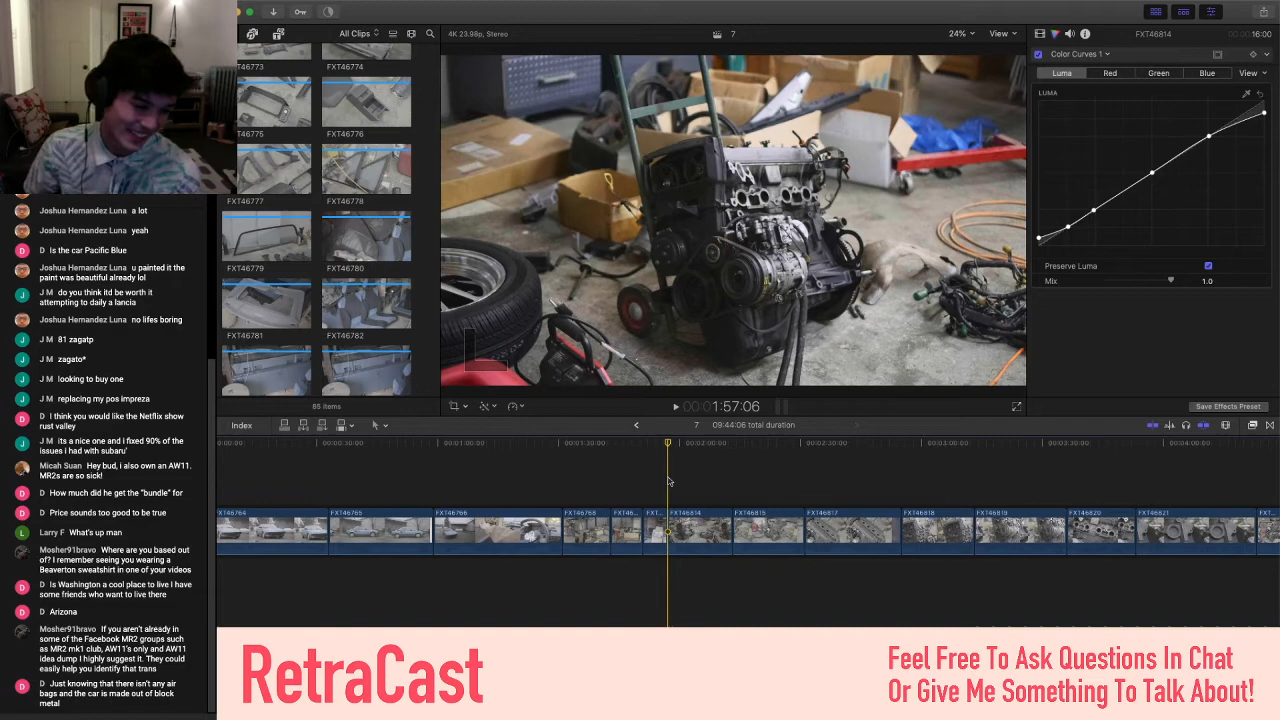 All Clips
FXT46773
FXT46775
FXT46776
FXT46777
FXT46778
FXT46779
FXT46780
FXT46781
FXT46782
85 items
4K 23.98p, Stereo
7
24%
View
1:57:06
FXT46814
16:00
Color Curves 1
Luma
Red
Green
Blue
View
LUMA
Preserve Luma
Mix
1.0
Save Effects Preset
Index
7
09:44:06 total duration
0:00:00
00:00:30:00
00:01:00:00
00:01:30:00
00:02:00:00
00:02:30:00
00:03:00:00
00:03:30:00
00:04:00:00
XT46764
FXT46765
FXT46766
FXT46768
FXT46...
FXT...
FXT46814
FXT46815
FXT46817
FXT46818
FXT46819
FXT46820
FXT46821
FXT...
Joshua Hernandez Luna a lot
Joshua Hernandez Luna yeah
D Is the car Pacific Blue
Joshua Hernandez Luna u painted it the
paint was beautiful already lol
J M do you think itd be worth it
attempting to daily a lancia
Joshua Hernandez Luna no lifes boring
J M 81 zagatp
J M zagato*
J M looking to buy one
J M replacing my pos impreza
D I think you would like the Netflix show
rust valley
J M its a nice one and i fixed 90% of the
issues i had with subaru'
Micah Suan Hey bud, i also own an AW11.
MR2s are so sick!
D How much did he get the "bundle" for
D Price sounds too good to be true
Larry F What's up man
Mosher91bravo Where are you based out
of? I remember seeing you wearing a
Beaverton sweatshirt in one of your videos
D Is Washington a cool place to live I have
some friends who want to live there
D Arizona
Mosher91bravo If you aren't already in
some of the Facebook MR2 groups such
as MR2 mk1 club, AW11's only and AW11
idea dump I highly suggest it. They could
easily help you identify that trans
D Just knowing that there isn't any air
bags and the car is made out of block
metal
RetraCast
Feel Free To Ask Questions In Chat
Or Give Me Something To Talk About!